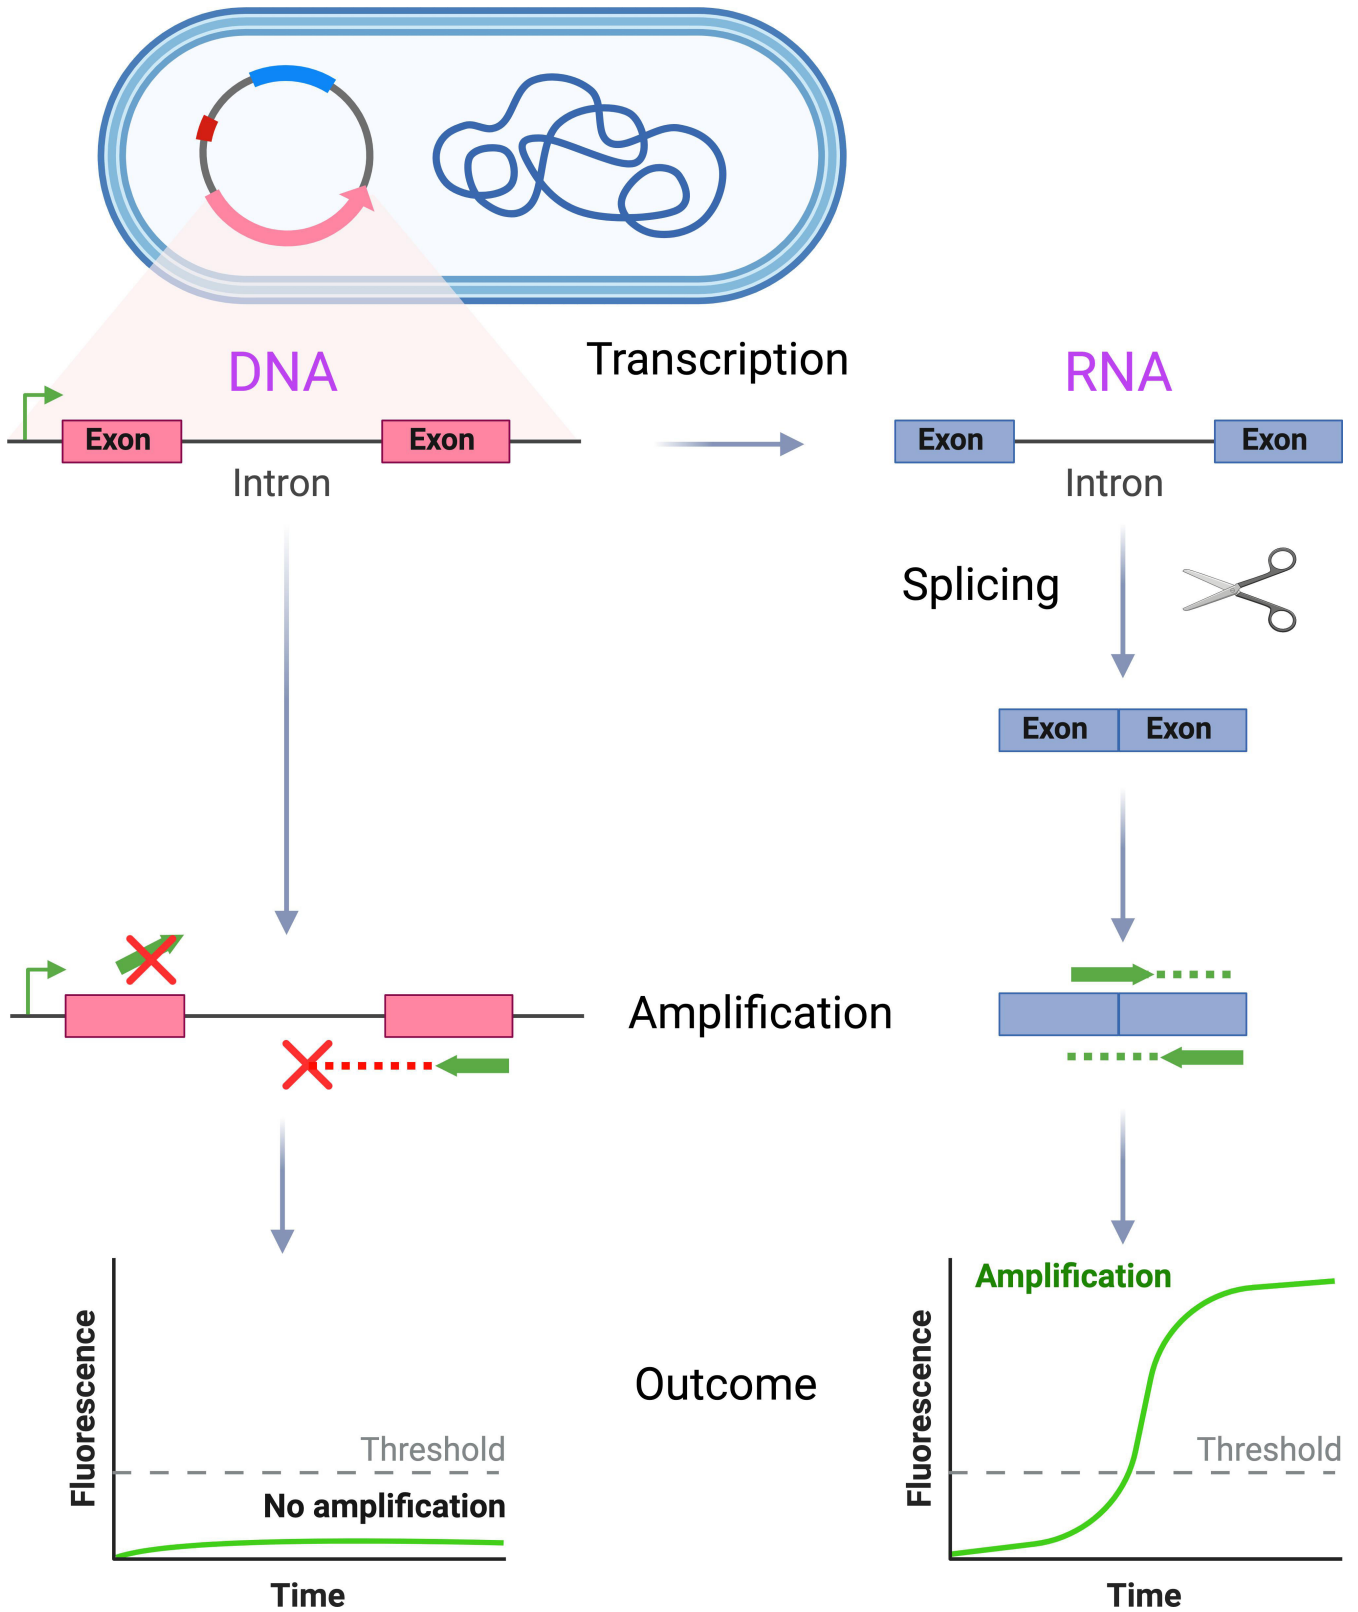 DNA
Transcription
RNA
Exon
Exon
Exon
Exon
Intron
Intron
Splicing
Exon
Exon
Amplification
Fluorescence
Threshold
No amplification
Time
Outcome
Fluorescence
Amplification
Threshold
Time